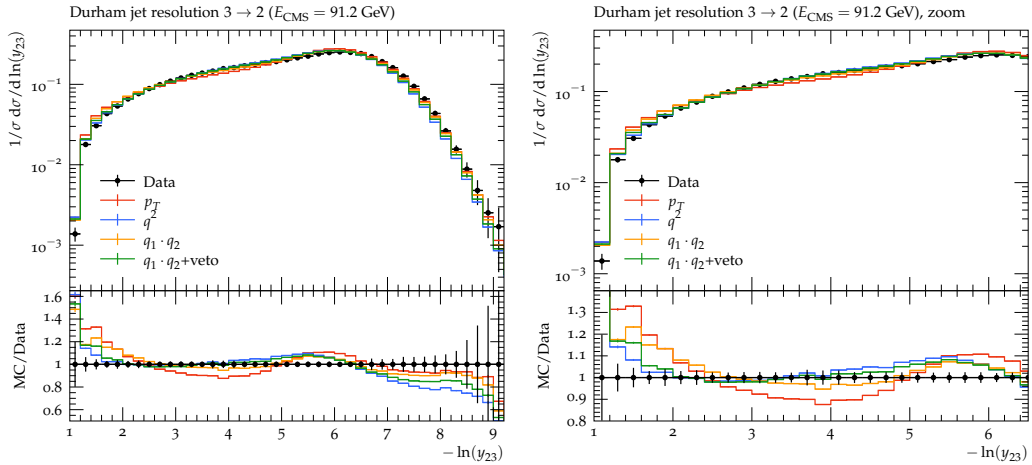 Durham jet resolution 3 → 2 (E_CMS = 91.2 GeV)
1/σ dσ/d ln(y_23)
10^−1
10^−2
10^−3
Data
p_T
q^2
q_1 · q_2
q_1 · q_2+veto
MC/Data
1.6
1.4
1.2
1
0.8
0.6
1 2 3 4 5 6 7 8 9
− ln(y_23)
Durham jet resolution 3 → 2 (E_CMS = 91.2 GeV), zoom
1/σ dσ/d ln(y_23)
10^−1
10^−2
10^−3
Data
p_T
q^2
q_1 · q_2
q_1 · q_2+veto
MC/Data
1.3
1.2
1.1
1.0
0.9
0.8
1 2 3 4 5 6
− ln(y_23)